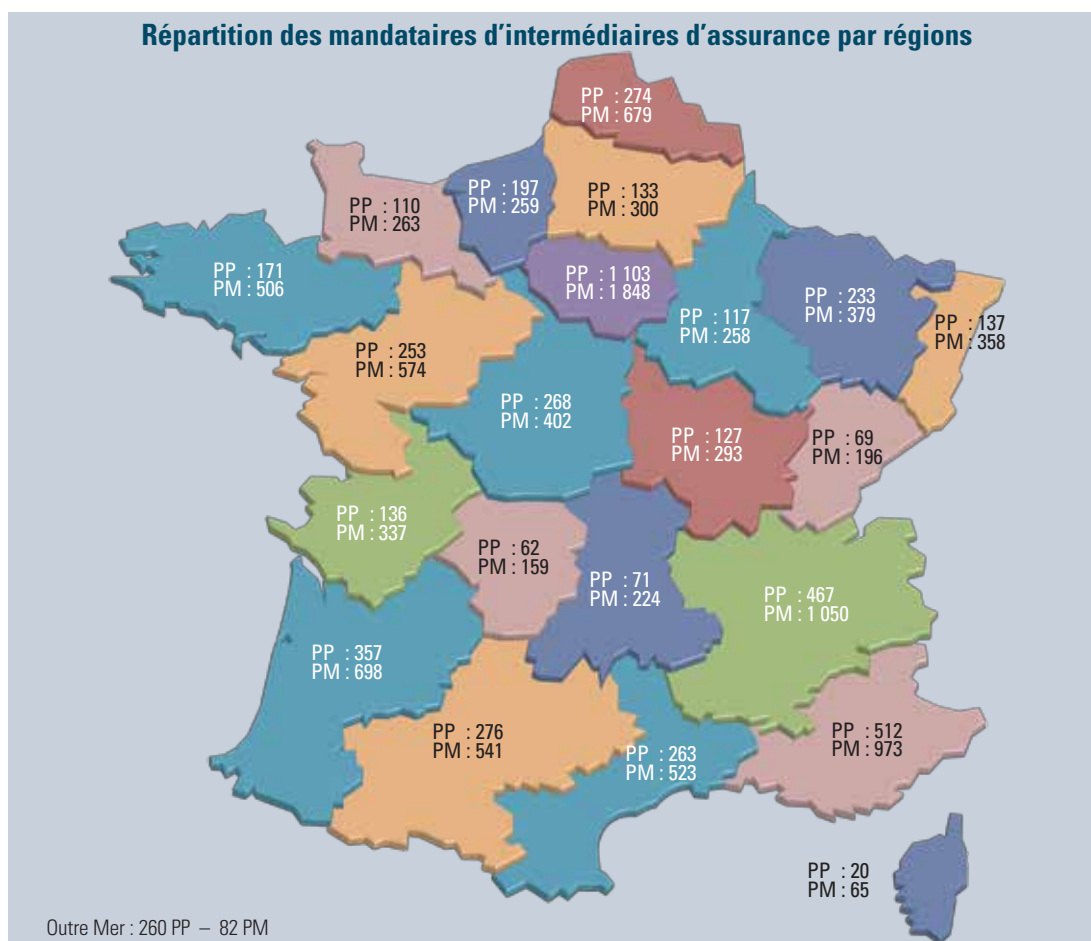 Répartition des mandataires d'intermédiaires d'assurance par régions
PP : 274
PM : 679
PP : 197
PM : 259
PP : 133
PM : 300
PP : 110
PM : 263
PP : 171
PM : 506
PP : 1 103
PM : 1 848
PP : 117
PM : 258
PP : 233
PM : 379
PP : 137
PM : 358
PP : 253
PM : 574
PP : 268
PM : 402
PP : 127
PM : 293
PP : 69
PM : 196
PP : 136
PM : 337
PP : 62
PM : 159
PP : 71
PM : 224
PP : 467
PM : 1 050
PP : 357
PM : 698
PP : 276
PM : 541
PP : 263
PM : 523
PP : 512
PM : 973
PP : 20
PM : 65
Outre Mer : 260 PP – 82 PM